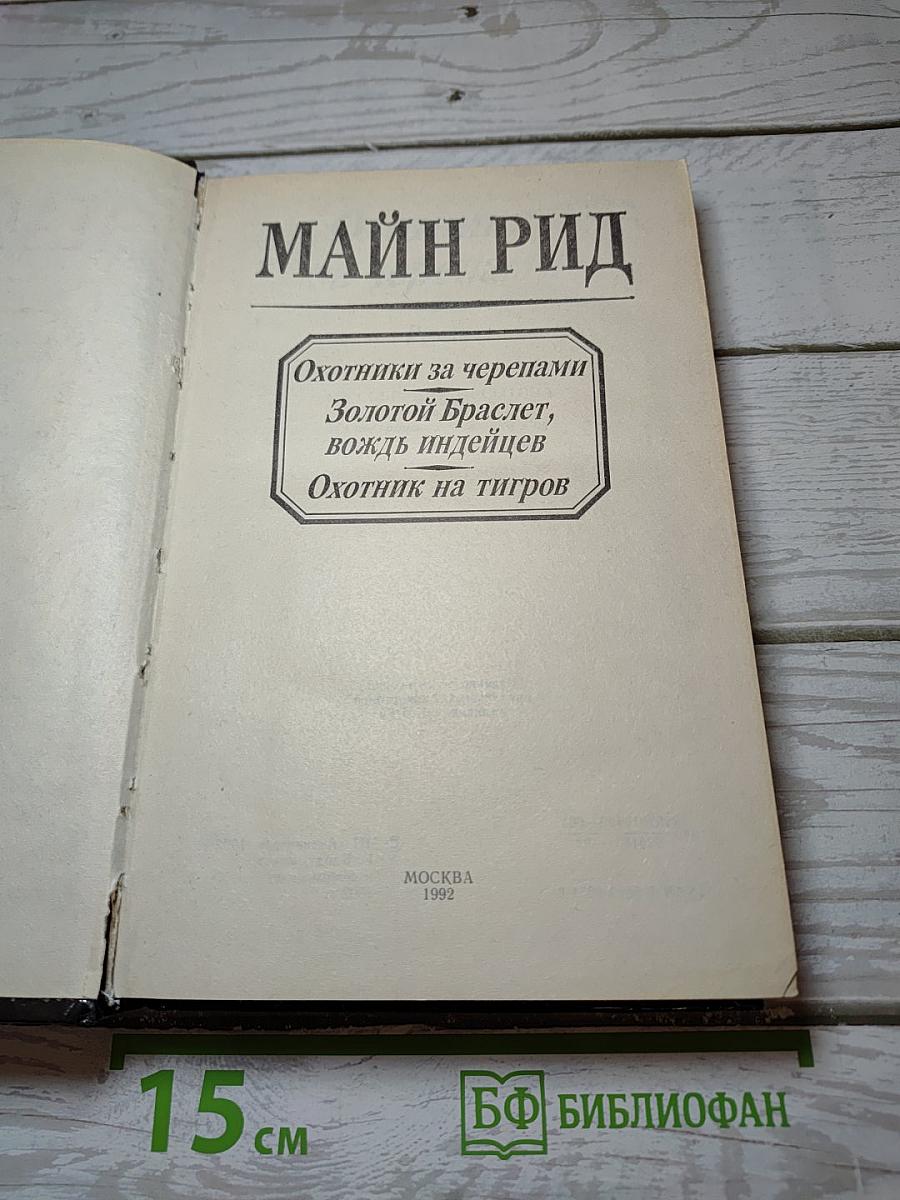 МАЙН РИД
Охотники за черепами
Золотой Браслет,
вождь индейцев
Охотник на тигров
МОСКВА
1992
15 см
БФ БИБЛИОФАН